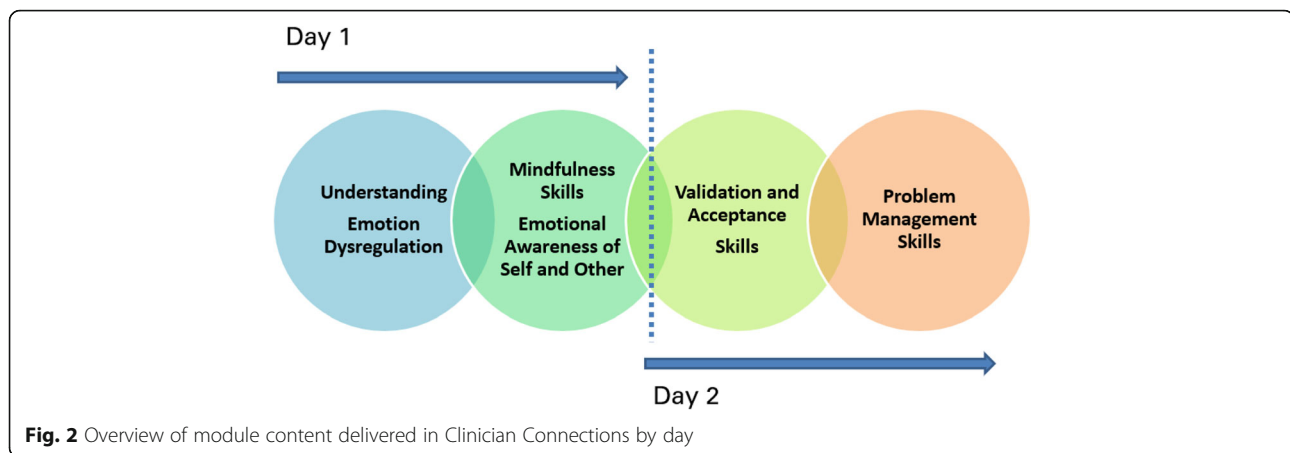 Day 1
Understanding
Emotion
Dysregulation
Mindfulness
Skills
Emotional
Awareness of
Self and Other
Validation and
Acceptance
Skills
Problem
Management
Skills
Day 2
Fig. 2 Overview of module content delivered in Clinician Connections by day